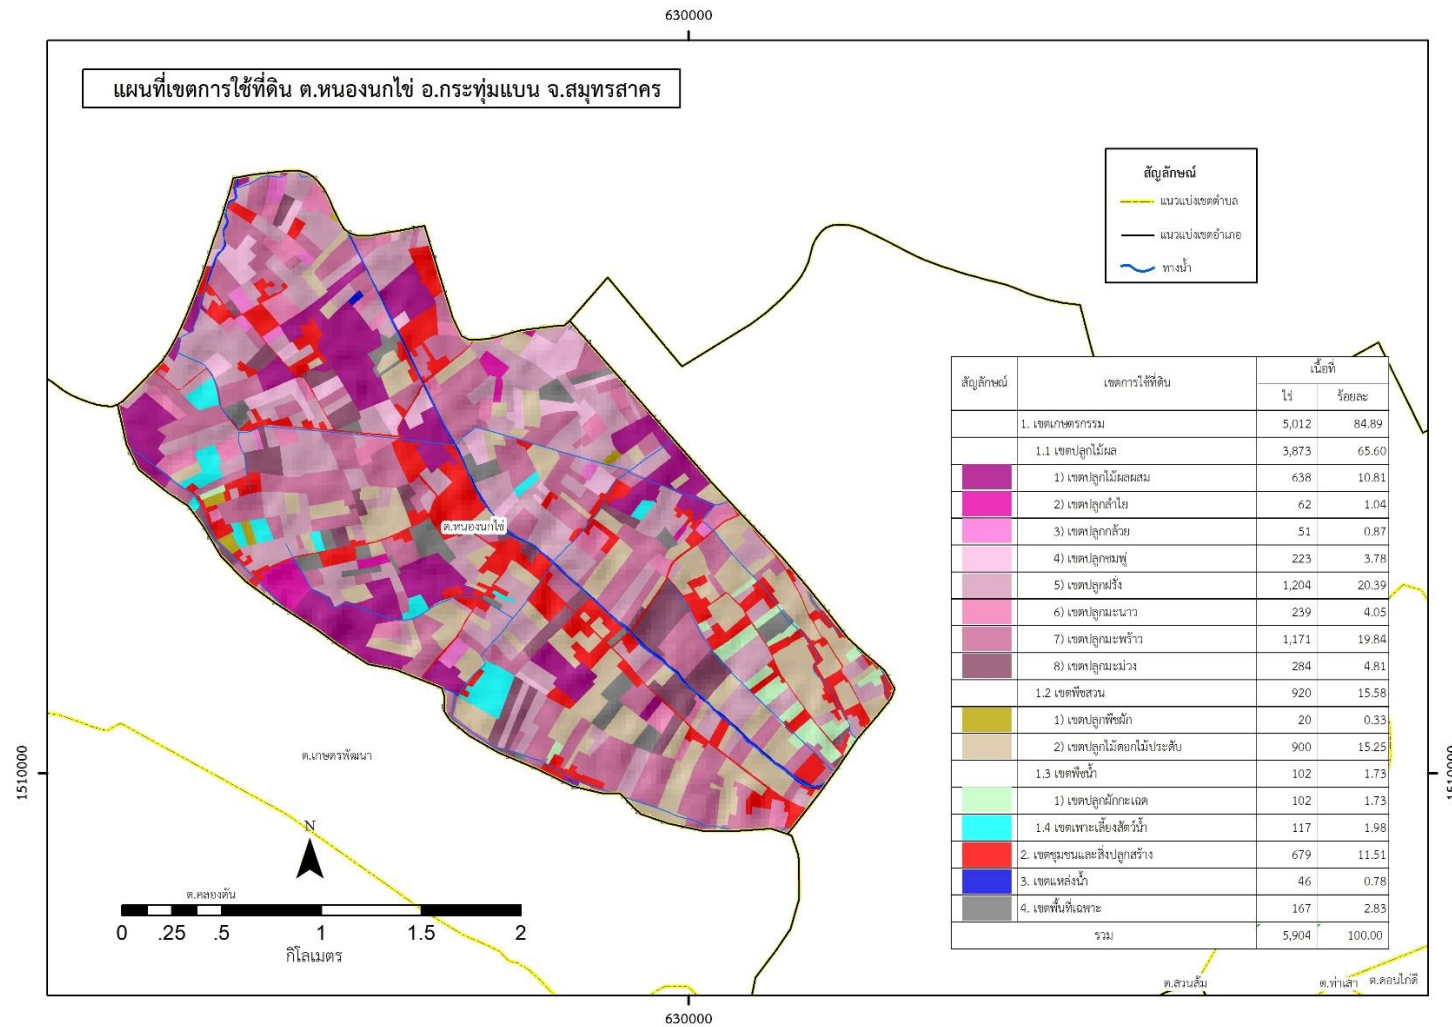 630000
แผนที่เขตการใช้ที่ดิน ต.หนองนกไข่ อ.กระทุ่มแบน จ.สมุทรสาคร
สัญลักษณ์
แนวแบ่งเขตตำบล
แนวแบ่งเขตอำเภอ
ทางน้ำ
สัญลักษณ์ เขตการใช้ที่ดิน เนื้อที่
ไร่ ร้อยละ
1. เขตเกษตรกรรม 5,012 84.89
1.1 เขตปลูกไม้ผล 3,873 65.60
1) เขตปลูกไม้ผลผสม 638 10.81
2) เขตปลูกลำไย 62 1.04
3) เขตปลูกกล้วย 51 0.87
4) เขตปลูกชมพู่ 223 3.78
5) เขตปลูกฝรั่ง 1,204 20.39
6) เขตปลูกมะนาว 239 4.05
7) เขตปลูกมะพร้าว 1,171 19.84
8) เขตปลูกมะม่วง 284 4.81
1.2 เขตพืชสวน 920 15.58
1) เขตปลูกพืชผัก 20 0.33
2) เขตปลูกไม้ดอกไม้ประดับ 900 15.25
1.3 เขตพืชน้ำ 102 1.73
1) เขตปลูกผักกะเฉด 102 1.73
1.4 เขตเพาะเลี้ยงสัตว์น้ำ 117 1.98
2. เขตชุมชนและสิ่งปลูกสร้าง 679 11.51
3. เขตแหล่งน้ำ 46 0.78
4. เขตพื้นที่เฉพาะ 167 2.83
รวม 5,904 100.00
ต.หนองนกไข่
ต.เกษตรพัฒนา
1510000
1510000
N
ต.คลองตัน
0 .25 .5 1 1.5 2
กิโลเมตร
ต.สวนส้ม
ต.ท่าเสา
ต.ดอนไก่ดี
630000